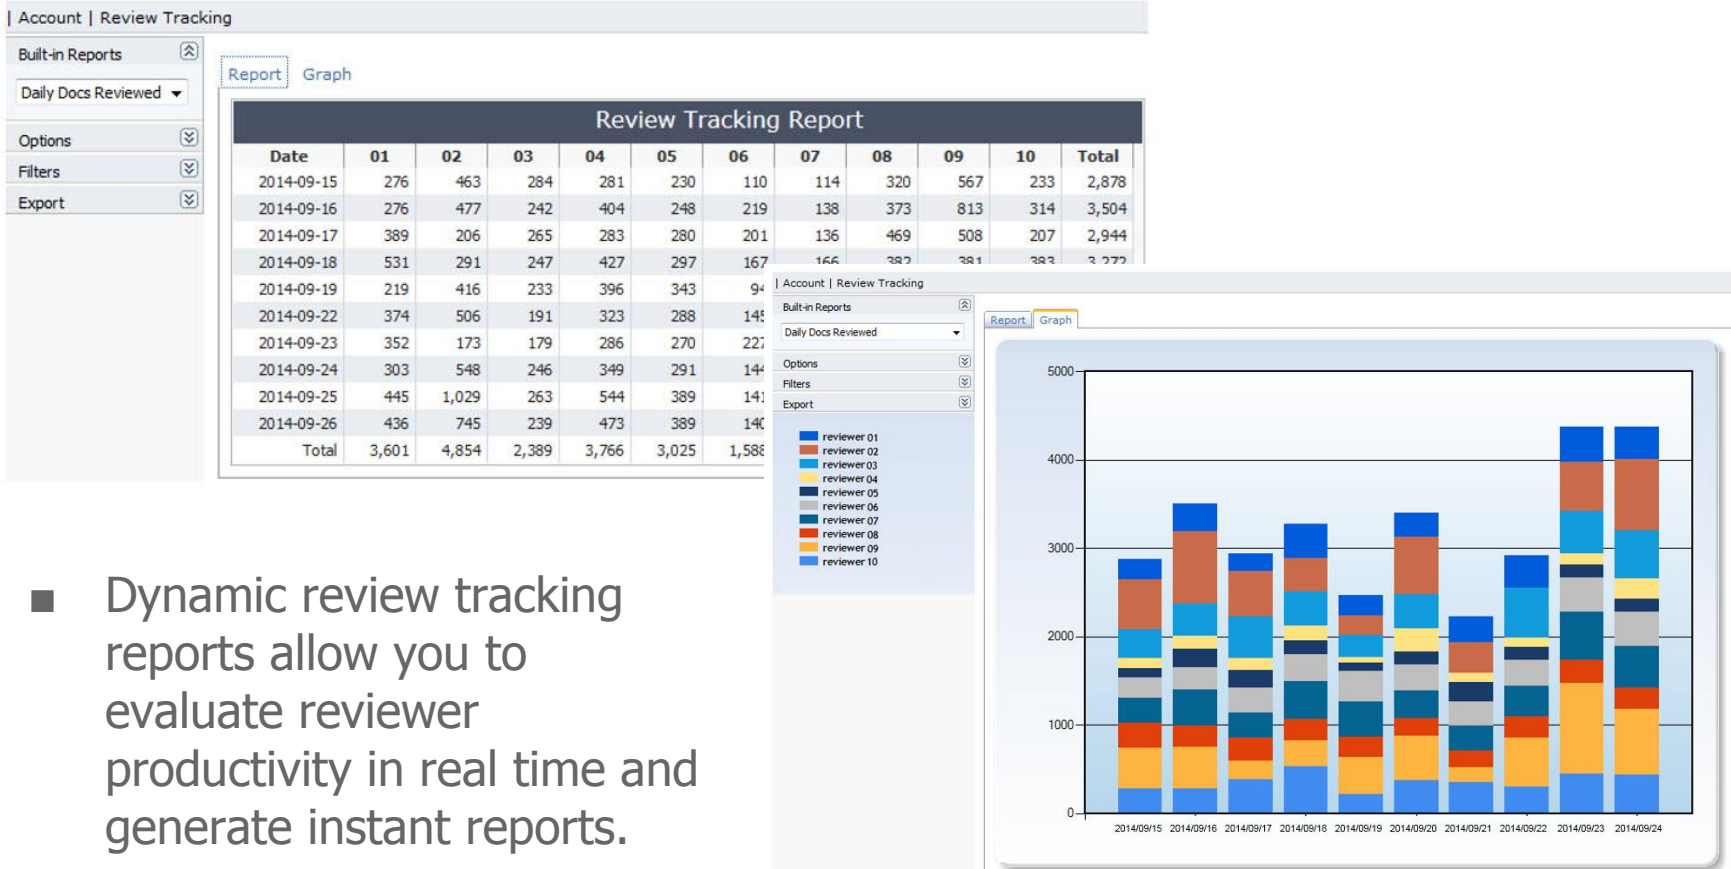 | Account | Review Tracking
Built-in Reports
Daily Docs Reviewed
Options
Filters
Export
Report Graph
Review Tracking Report
Date 01 02 03 04 05 06 07 08 09 10 Total
2014-09-15 276 463 284 281 230 110 114 320 567 233 2,878
2014-09-16 276 477 242 404 248 219 138 373 813 314 3,504
2014-09-17 389 206 265 283 280 201 136 469 508 207 2,944
2014-09-18 531 291 247 427 297 167 166 382 381 383 3,272
2014-09-19 219 416 233 396 343 94
2014-09-22 374 506 191 323 288 145
2014-09-23 352 173 179 286 270 227
2014-09-24 303 548 246 349 291 144
2014-09-25 445 1,029 263 544 389 141
2014-09-26 436 745 239 473 389 140
Total 3,601 4,854 2,389 3,766 3,025 1,588
| Account | Review Tracking
Built-in Reports
Daily Docs Reviewed
Options
Filters
Export
reviewer 01
reviewer 02
reviewer 03
reviewer 04
reviewer 05
reviewer 06
reviewer 07
reviewer 08
reviewer 09
reviewer 10
Report Graph
5000
4000
3000
2000
1000
0
2014/09/15 2014/09/16 2014/09/17 2014/09/18 2014/09/19 2014/09/20 2014/09/21 2014/09/22 2014/09/23 2014/09/24
■ Dynamic review tracking
reports allow you to
evaluate reviewer
productivity in real time and
generate instant reports.